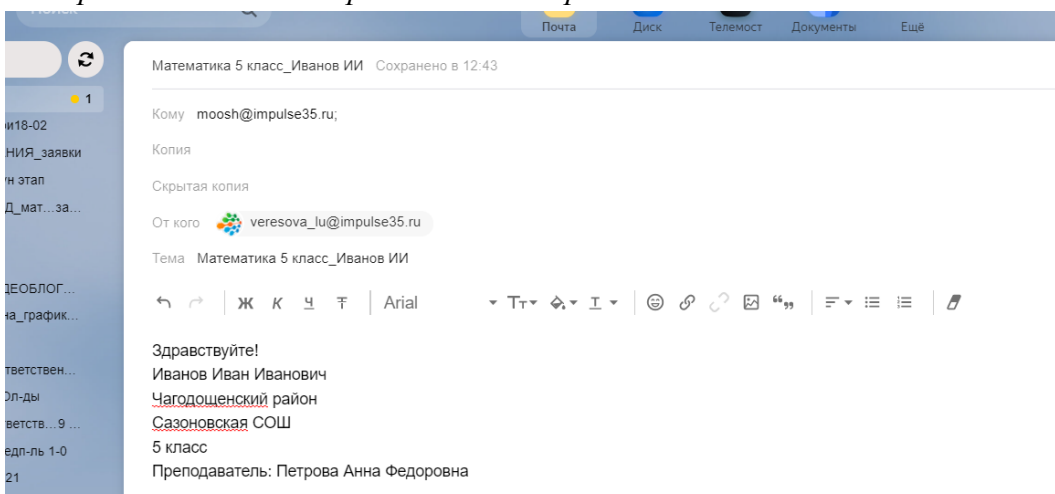 Поиск
Почта Диск Телемост Документы Ещё
Математика 5 класс_Иванов ИИ Сохранено в 12:43
1
Кому moosh@impulse35.ru;
Копия
Скрытая копия
От кого veresova_lu@impulse35.ru
Тема Математика 5 класс_Иванов ИИ
Ж К Ч Т Arial
Здравствуйте!
Иванов Иван Иванович
Чагодощенский район
Сазоновская СОШ
5 класс
Преподаватель: Петрова Анна Федоровна
ри18-02
НИЯ_заявки
н этап
Д_мат…за…
ДЕОБЛОГ…
на_график…
тветствен…
Ол-ды
ветств…9 …
едп-ль 1-0
21